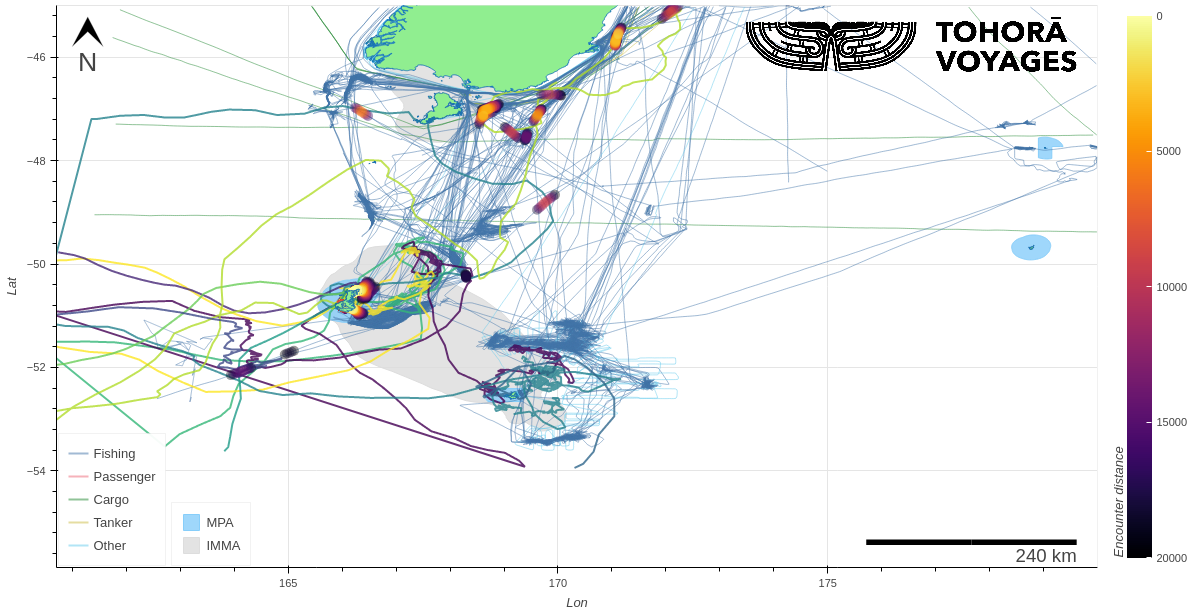 N
TOHORĀ
VOYAGES
−46
−48
−50
−52
−54
Lat
165
170
175
Lon
Fishing
Passenger
Cargo
Tanker
Other
MPA
IMMA
240 km
0
5000
10000
15000
20000
Encounter distance